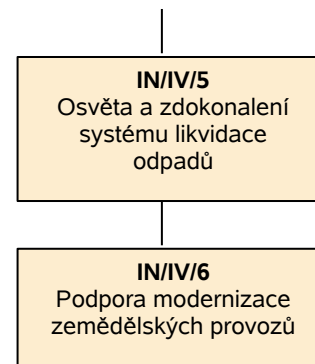 IN/IV/5
Osvěta a zdokonalení
systému likvidace
odpadů
IN/IV/6
Podpora modernizace
zemědělských provozů